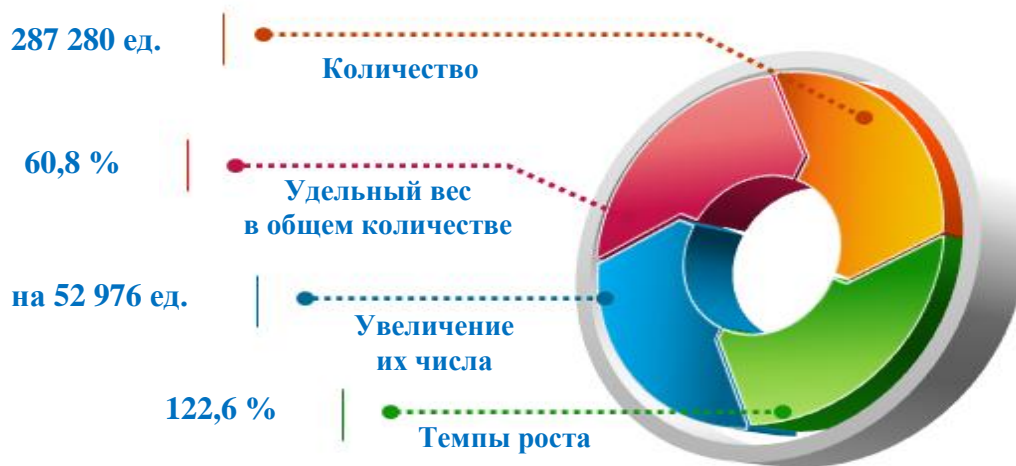 287 280 ед.
Количество
60,8 %
Удельный вес
в общем количестве
на 52 976 ед.
Увеличение
их числа
122,6 %
Темпы роста